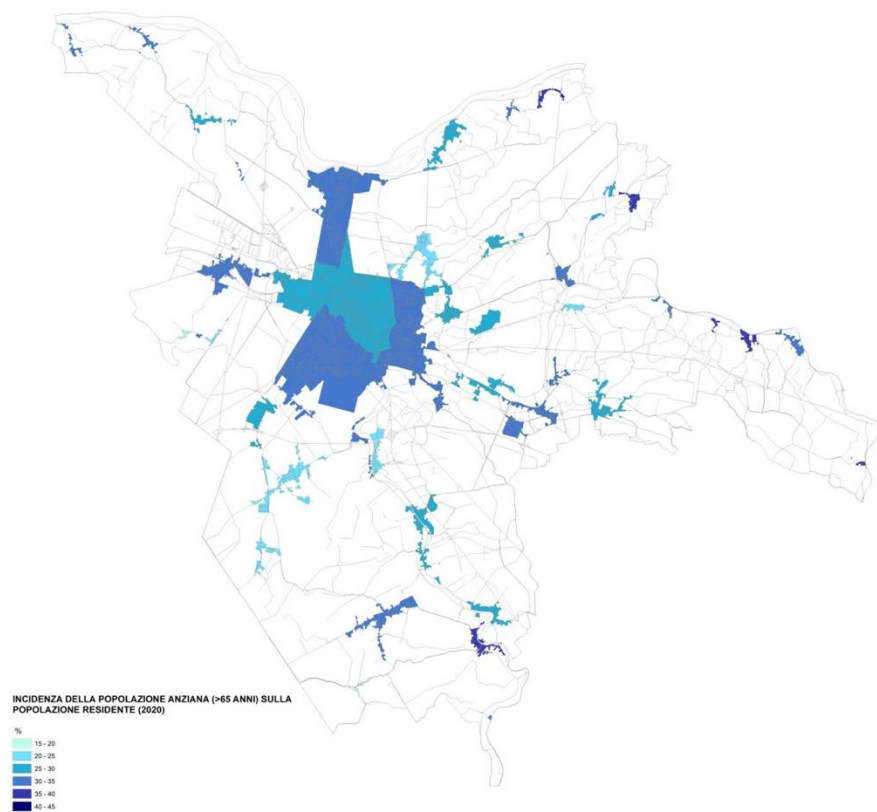 INCIDENZA DELLA POPOLAZIONE ANZIANA (>65 ANNI) SULLA
POPOLAZIONE RESIDENTE (2020)
%
15 - 20
20 - 25
25 - 30
30 - 35
35 - 40
40 - 45